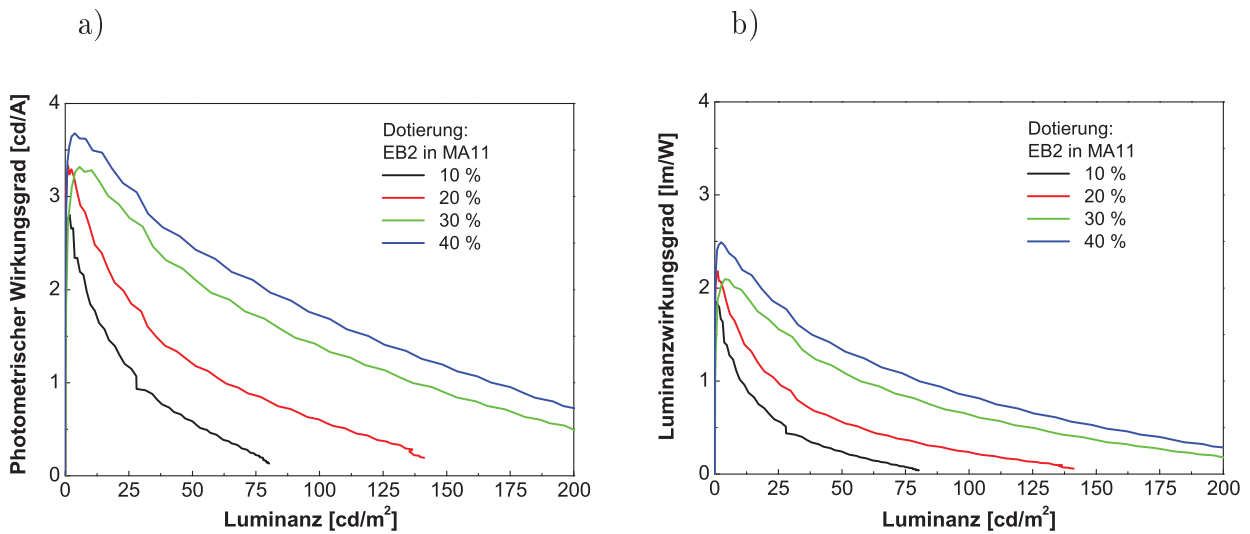 a)
Photometrischer Wirkungsgrad [cd/A]
4
3
2
1
0
0 25 50 75 100 125 150 175 200
Luminanz [cd/m²]
Dotierung:
EB2 in MA11
10 %
20 %
30 %
40 %
b)
Luminanzwirkungsgrad [lm/W]
4
3
2
1
0
0 25 50 75 100 125 150 175 200
Luminanz [cd/m²]
Dotierung:
EB2 in MA11
10 %
20 %
30 %
40 %